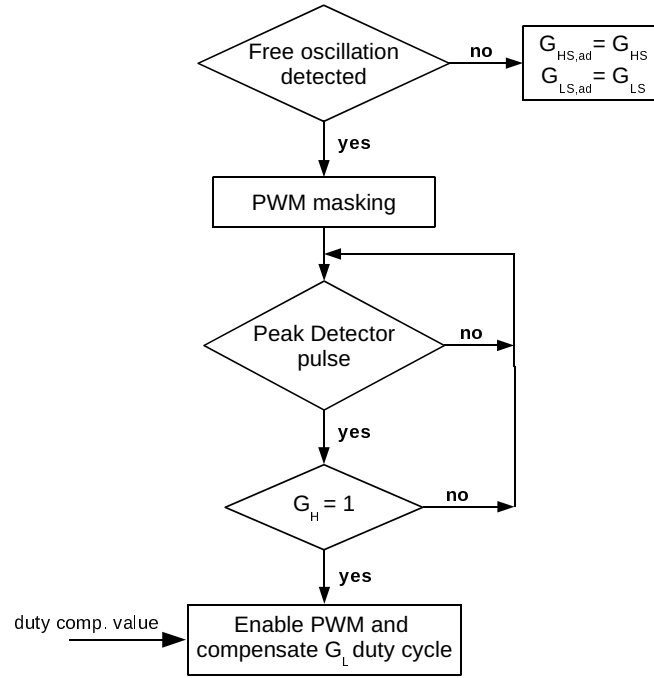 Free oscillation
detected
no
G_HS,ad = G_HS
G_LS,ad = G_LS
yes
PWM masking
Peak Detector
pulse
no
yes
G_H = 1
no
yes
duty comp. value
Enable PWM and
compensate G_L duty cycle